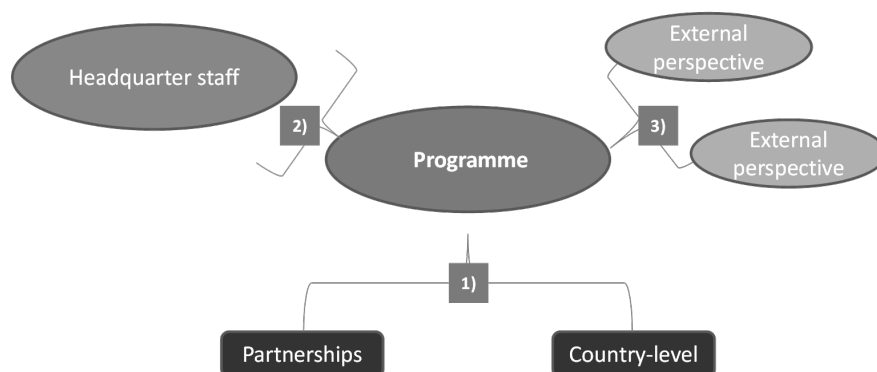 External
perspective
Headquarter staff
2)
3)
Programme
External
perspective
1)
Partnerships
Country-level